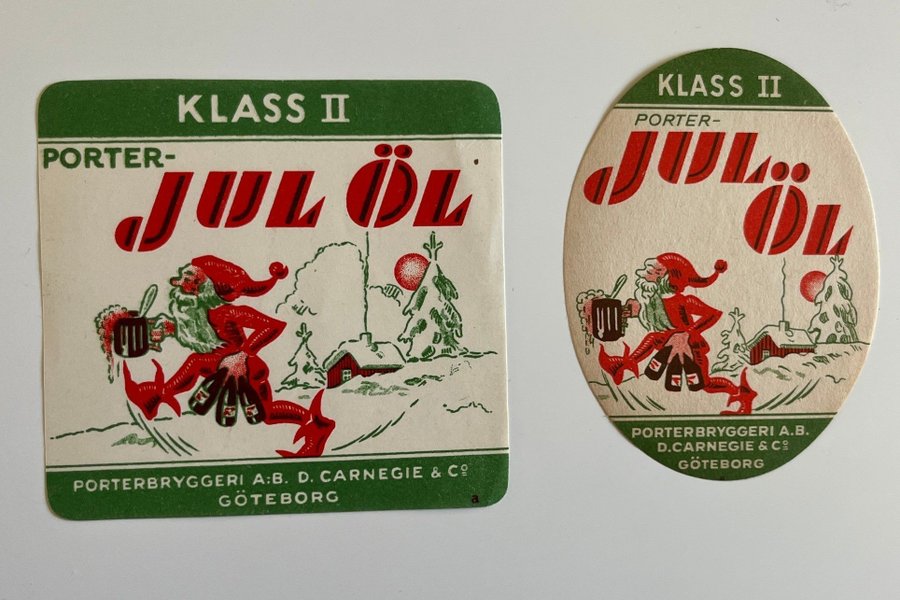 KLASS II
PORTER-
JUL ÖL
PORTERBRYGGERI A:B. D. CARNEGIE & Co
GÖTEBORG
a
KLASS II
PORTER-
JUL
ÖL
PORTERBRYGGERI A.B.
D. CARNEGIE & Co
GÖTEBORG